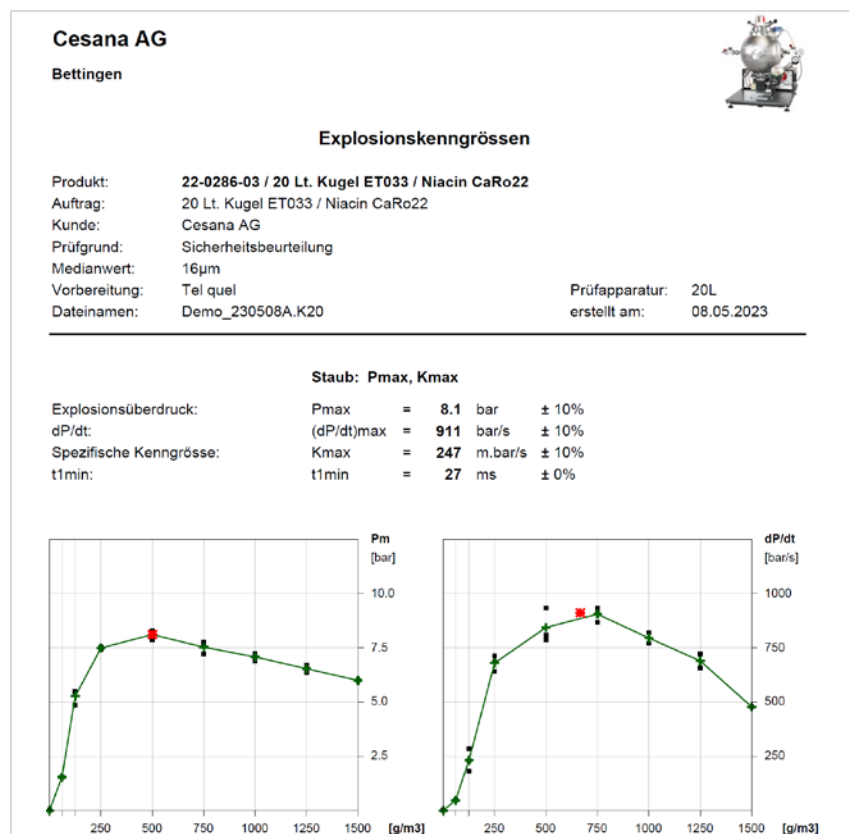 Cesana AG
Bettingen
Explosionskenngrössen
Produkt: 22-0286-03 / 20 Lt. Kugel ET033 / Niacin CaRo22
Auftrag: 20 Lt. Kugel ET033 / Niacin CaRo22
Kunde: Cesana AG
Prüfgrund: Sicherheitsbeurteilung
Medianwert: 16µm
Vorbereitung: Tel quel Prüfapparatur: 20L
Dateinamen: Demo_230508A.K20 erstellt am: 08.05.2023
Staub: Pmax, Kmax
Explosionsüberdruck: Pmax = 8.1 bar ± 10%
dP/dt: (dP/dt)max = 911 bar/s ± 10%
Spezifische Kenngrösse: Kmax = 247 m.bar/s ± 10%
t1min: t1min = 27 ms ± 0%
Pm
[bar]
10.0
7.5
5.0
2.5
250 500 750 1000 1250 1500 [g/m3]
dP/dt
[bar/s]
1000
750
500
250
250 500 750 1000 1250 1500 [g/m3]